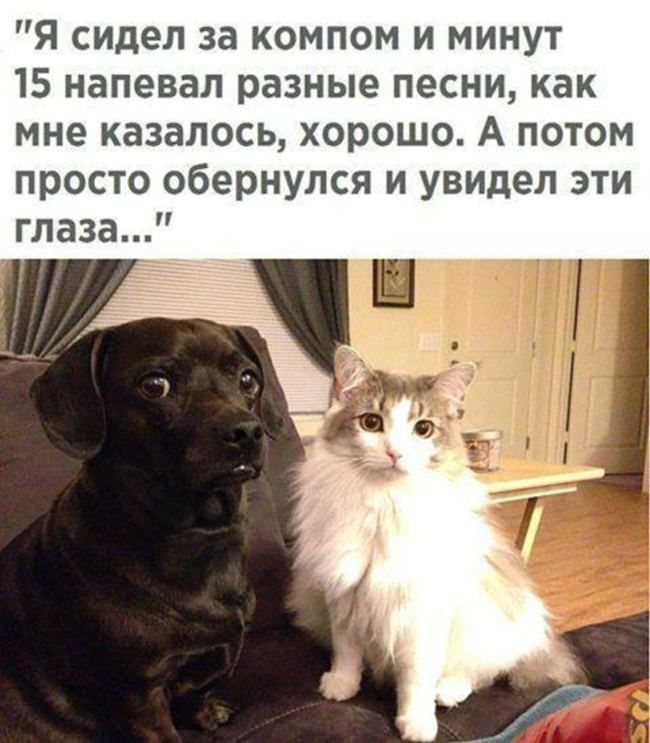 "Я сидел за компом и минут
15 напевал разные песни, как
мне казалось, хорошо. А потом
просто обернулся и увидел эти
глаза..."